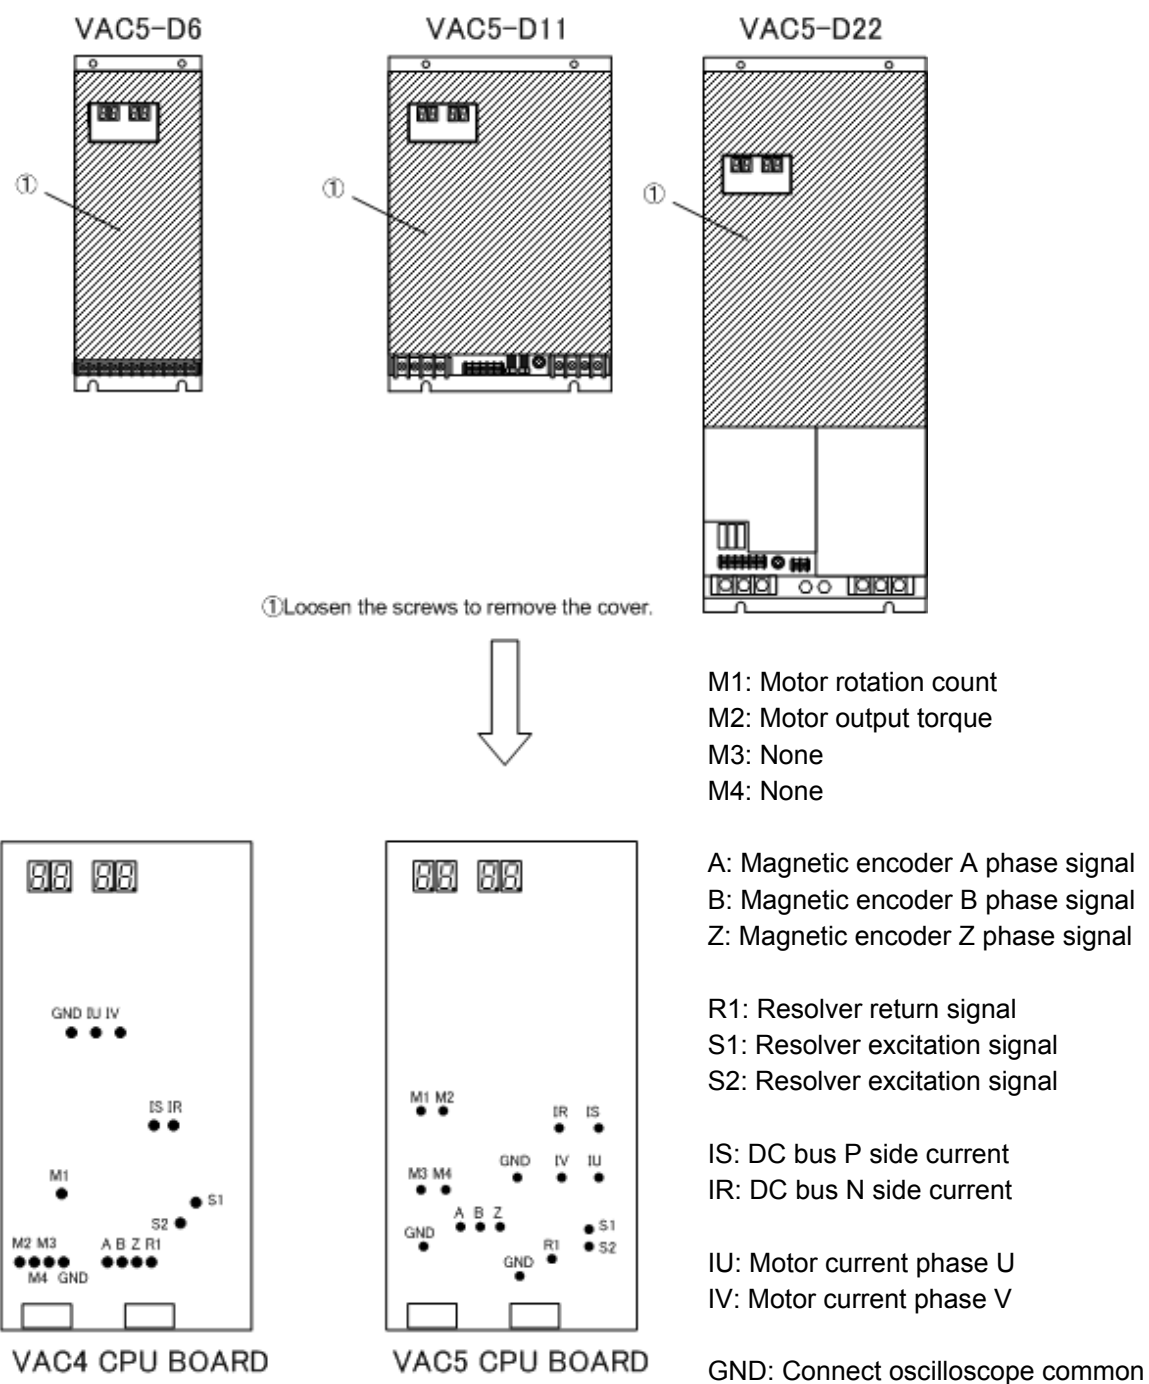 VAC5-D6
VAC5-D11
VAC5-D22
①
①
①
①Loosen the screws to remove the cover.
M1: Motor rotation count
M2: Motor output torque
M3: None
M4: None
A: Magnetic encoder A phase signal
B: Magnetic encoder B phase signal
Z: Magnetic encoder Z phase signal
R1: Resolver return signal
S1: Resolver excitation signal
S2: Resolver excitation signal
IS: DC bus P side current
IR: DC bus N side current
IU: Motor current phase U
IV: Motor current phase V
GND: Connect oscilloscope common
88 88
GND IU IV
IS IR
M1
S1
S2
M2 M3
A B Z R1
M4 GND
VAC4 CPU BOARD
88 88
M1 M2
IR IS
GND IV IU
M3 M4
A B Z
S1
GND
R1
S2
GND
VAC5 CPU BOARD